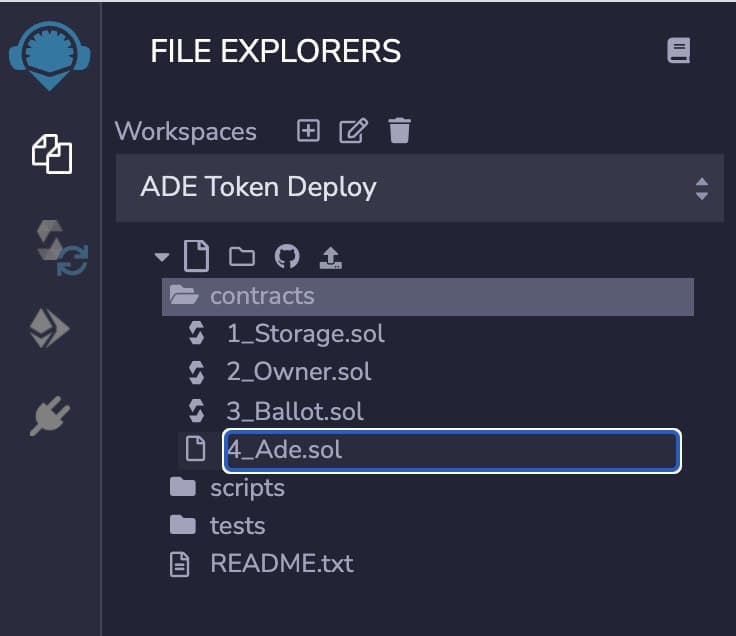 FILE EXPLORERS
Workspaces
ADE Token Deploy
contracts
1_Storage.sol
2_Owner.sol
3_Ballot.sol
4_Ade.sol
scripts
tests
README.txt